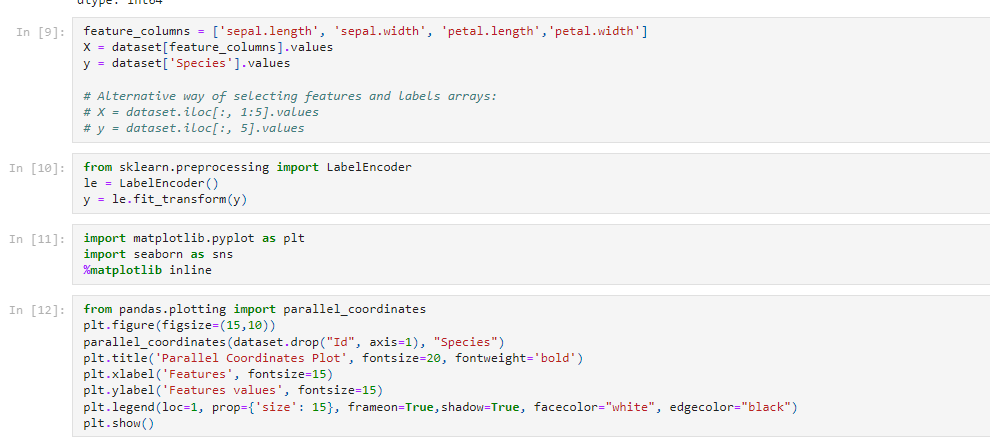 dtype: int64
In [9]: feature_columns = ['sepal.length', 'sepal.width', 'petal.length','petal.width']
X = dataset[feature_columns].values
y = dataset['Species'].values
# Alternative way of selecting features and labels arrays:
# X = dataset.iloc[:, 1:5].values
# y = dataset.iloc[:, 5].values
In [10]: from sklearn.preprocessing import LabelEncoder
le = LabelEncoder()
y = le.fit_transform(y)
In [11]: import matplotlib.pyplot as plt
import seaborn as sns
%matplotlib inline
In [12]: from pandas.plotting import parallel_coordinates
plt.figure(figsize=(15,10))
parallel_coordinates(dataset.drop("Id", axis=1), "Species")
plt.title('Parallel Coordinates Plot', fontsize=20, fontweight='bold')
plt.xlabel('Features', fontsize=15)
plt.ylabel('Features values', fontsize=15)
plt.legend(loc=1, prop={'size': 15}, frameon=True,shadow=True, facecolor="white", edgecolor="black")
plt.show()